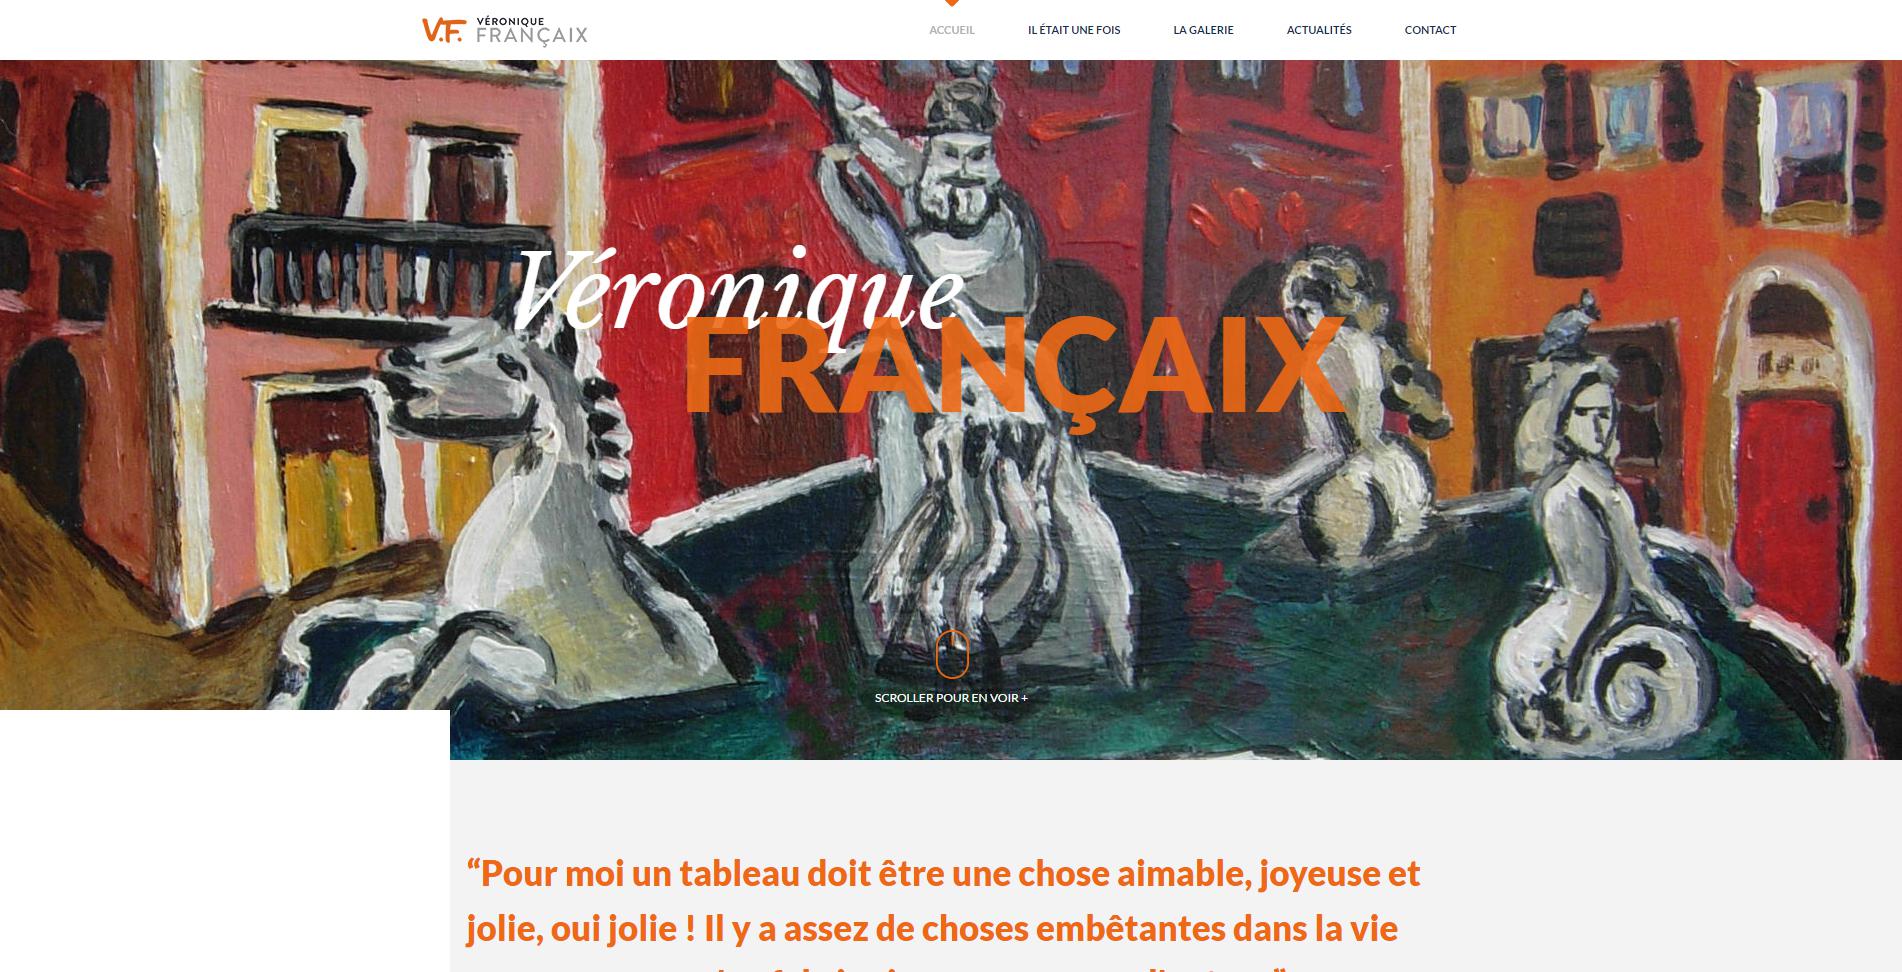 V.F. VÉRONIQUE
FRANÇAIX
ACCUEIL IL ÉTAIT UNE FOIS LA GALERIE ACTUALITÉS CONTACT
Véronique
FRANÇAIX
SCROLLER POUR EN VOIR +
“Pour moi un tableau doit être une chose aimable, joyeuse et
jolie, oui jolie ! Il y a assez de choses embêtantes dans la vie